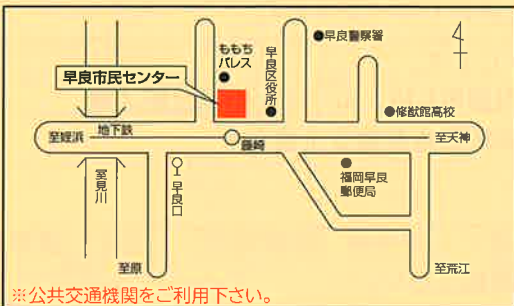 早良警察署
ももち
パレス
早良区役所
早良市民センター
修猷館高校
至姪浜
地下鉄
藤崎
至天神
室見川
早良口
福岡早良
郵便局
至原
至荒江
※公共交通機関をご利用下さい。